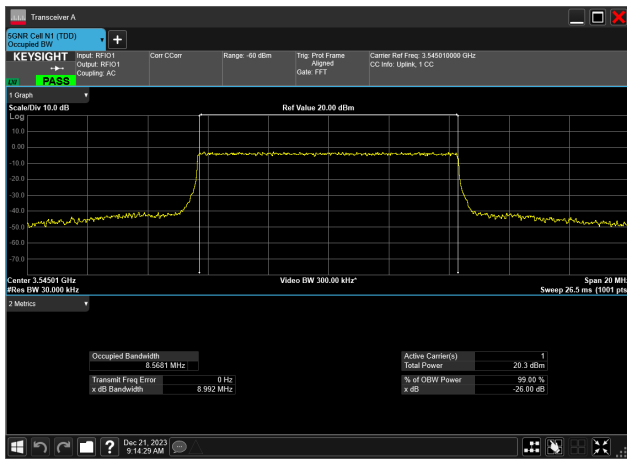 Transceiver A
5GNR Cell N1 (TDD)
Occupied BW
KEYSIGHT
Input: RFIO1
Output: RFIO1
Coupling: AC
Corr CCorr
Range: -60 dBm
Trig: Prot Frame
Aligned
Gate: FFT
Carrier Ref Freq: 3.545010000 GHz
CC Info: Uplink, 1 CC
PASS
1 Graph
Scale/Div 10.0 dB
Ref Value 20.00 dBm
Log
10.0
0.00
-10.0
-20.0
-30.0
-40.0
-50.0
-60.0
-70.0
Center 3.54501 GHz
Video BW 300.00 kHz*
Span 20 MHz
#Res BW 30.000 kHz
Sweep 26.5 ms (1001 pts
2 Metrics
Occupied Bandwidth
8.5681 MHz
Transmit Freq Error 0 Hz
x dB Bandwidth 8.992 MHz
Active Carrier(s) 1
Total Power 20.3 dBm
% of OBW Power 99.00 %
x dB -26.00 dB
Dec 21, 2023
9:14:29 AM